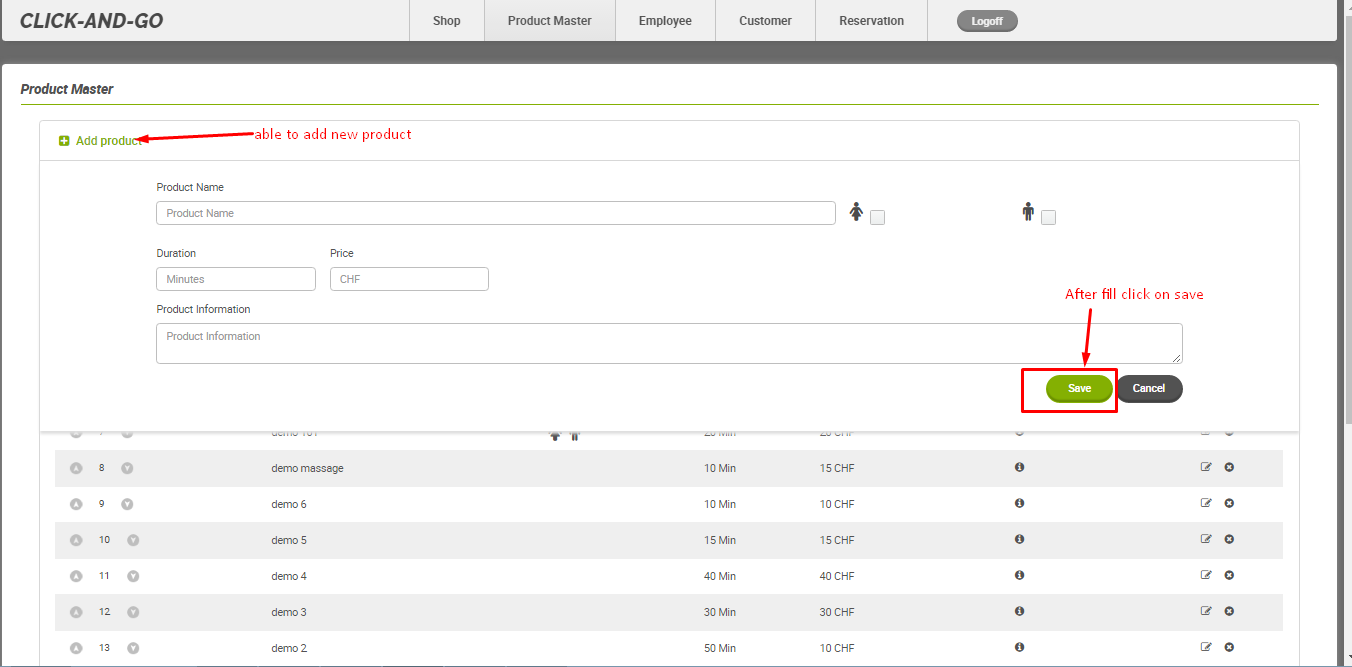 CLICK-AND-GO
Shop
Product Master
Employee
Customer
Reservation
Logoff
Product Master
Add product
able to add new product
Product Name
Product Name
Duration
Price
Minutes
CHF
After fill click on save
Product Information
Product Information
Save
Cancel
8 demo massage 10 Min 15 CHF
9 demo 6 10 Min 10 CHF
10 demo 5 15 Min 15 CHF
11 demo 4 40 Min 40 CHF
12 demo 3 30 Min 30 CHF
13 demo 2 50 Min 10 CHF